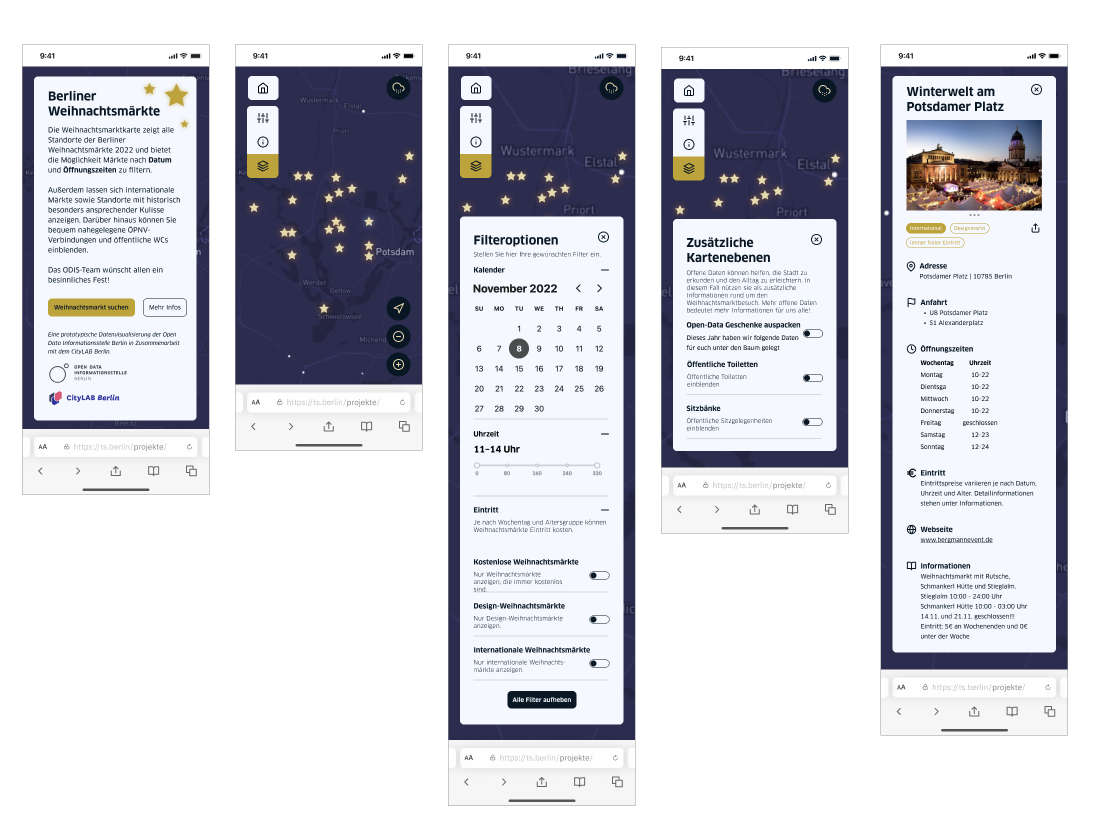 9:41
Berliner
Weihnachtsmärkte
Die Weihnachtsmarktkarte zeigt alle
Standorte der Berliner
Weihnachtsmärkte 2022 und bietet
die Möglichkeit Märkte nach Datum
und Öffnungszeiten zu filtern.
Außerdem lassen sich internationale
Märkte sowie Standorte mit historisch
besonders ansprechender Kulisse
anzeigen. Darüber hinaus können Sie
bequem nahegelegene ÖPNV-
Verbindungen und öffentliche WCs
einblenden.
Das ODIS-Team wünscht allen ein
besinnliches Fest!
Weihnachtsmarkt suchen
Mehr Infos
Eine prototypische Datenvisualisierung der Open
Data Informationsstelle Berlin in Zusammenarbeit
mit dem CityLAB Berlin
OPEN DATA
INFORMATIONSSTELLE
BERLIN
CityLAB Berlin
AA https://ts.berlin/projekte/
9:41
Wustermark
Elstal
Priort
Potsdam
Werder
Geltow
Schwielowsee
AA https://ts.berlin/projekte/
9:41
Brieselang
Wustermark
Elstal
Priort
Filteroptionen
Stellen Sie hier Ihre gewünschten Filter ein.
Kalender
November 2022
SU MO TU WE TH FR SA
1 2 3 4 5
6 7 8 9 10 11 12
13 14 15 16 17 18 19
20 21 22 23 24 25 26
27 28 29 30
Uhrzeit
11–14 Uhr
0 80 160 240 320
Eintritt
Je nach Wochentag und Altersgruppe können
Weihnachtsmärkte Eintritt kosten.
Kostenlose Weihnachtsmärkte
Nur Weihnachtsmärkte
anzeigen, die immer kostenlos
sind.
Design-Weihnachtsmärkte
Nur Design-Weihnachtsmärkte
anzeigen.
Internationale Weihnachtsmärkte
Nur internationale Weihnachts-
märkte anzeigen.
Alle Filter aufheben
AA https://ts.berlin/projekte/
9:41
Brieselang
Wustermark
Elstal
Priort
Zusätzliche
Kartenebenen
Offene Daten können helfen, die Stadt zu
erkunden und den Alltag zu erleichtern. In
diesem Fall nützen sie als zusätzliche
Informationen rund um den
Weihnachtsmarktbesuch. Mehr offene Daten
bedeutet mehr Informationen für uns alle!
Open-Data Geschenke auspacken
Dieses Jahr haben wir folgende Daten
für euch unter den Baum gelegt
Öffentliche Toiletten
Öffentliche Toiletten
einblenden
Sitzbänke
Öffentliche Sitzgelegenheiten
einblenden
AA https://ts.berlin/projekte/
9:41
Winterwelt am
Potsdamer Platz
International
Designmarkt
immer freier Eintritt
Adresse
Potsdamer Platz | 10785 Berlin
Anfahrt
• U8 Potsdamer Platz
• S1 Alexanderplatz
Öffnungszeiten
Wochentag Uhrzeit
Montag 10-22
Dientsga 10-22
Mittwoch 10-22
Donnerstag 10-22
Freitag geschlossen
Samstag 12-23
Sonntag 12-24
Eintritt
Eintrittspreise variieren je nach Datum,
Uhrzeit und Alter. Detailinformationen
stehen unter Informationen.
Webseite
www.bergmannevent.de
Informationen
Weihnachtsmarkt mit Rutsche,
Schmankerl Hütte und Stieglalm.
Stieglalm 10:00 - 24:00 Uhr
Schmankerl Hütte 10:00 - 03:00 Uhr
14.11. und 21.11. geschlossen!!!
Eintritt: 5€ an Wochenenden und 0€
unter der Woche
AA https://ts.berlin/projekte/